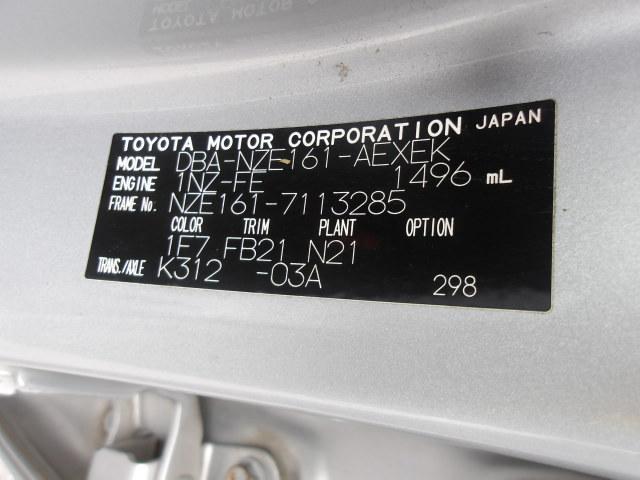 TOYOTA MOTOR CORPORATION JAPAN
MODEL DBA-NZE161-AEXEK
ENGINE 1NZ-FE 1496 mL
FRAME No. NZE161-7113285
COLOR TRIM PLANT OPTION
1F7 FB21 N21
TRANS./AXLE K312 -03A
298